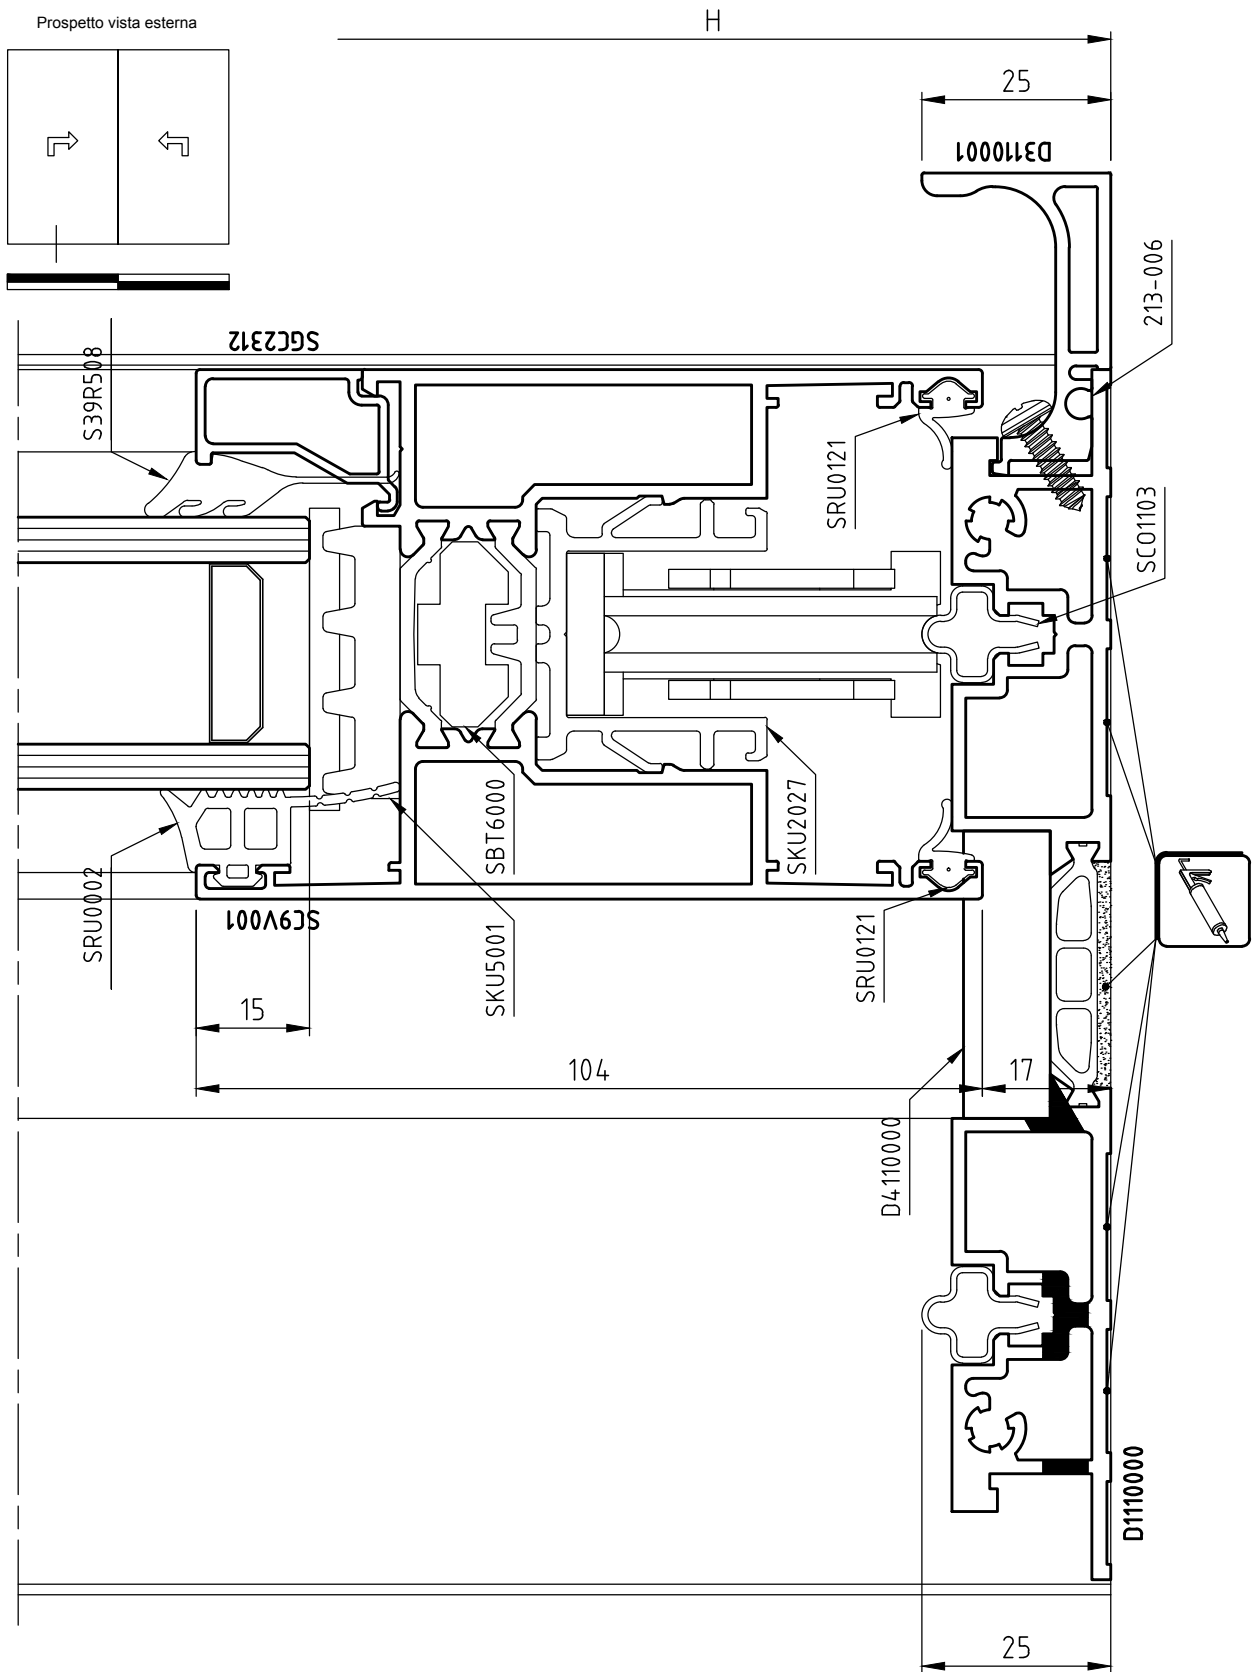 Prospetto vista esterna
H
25
D3110001
213-006
SGC2312
S39R508
SRU0121
SC01103
SBT6000
SKU2027
SRU0002
SC9V001
SKU5001
SRU0121
15
104
17
D4110000
D1110000
25